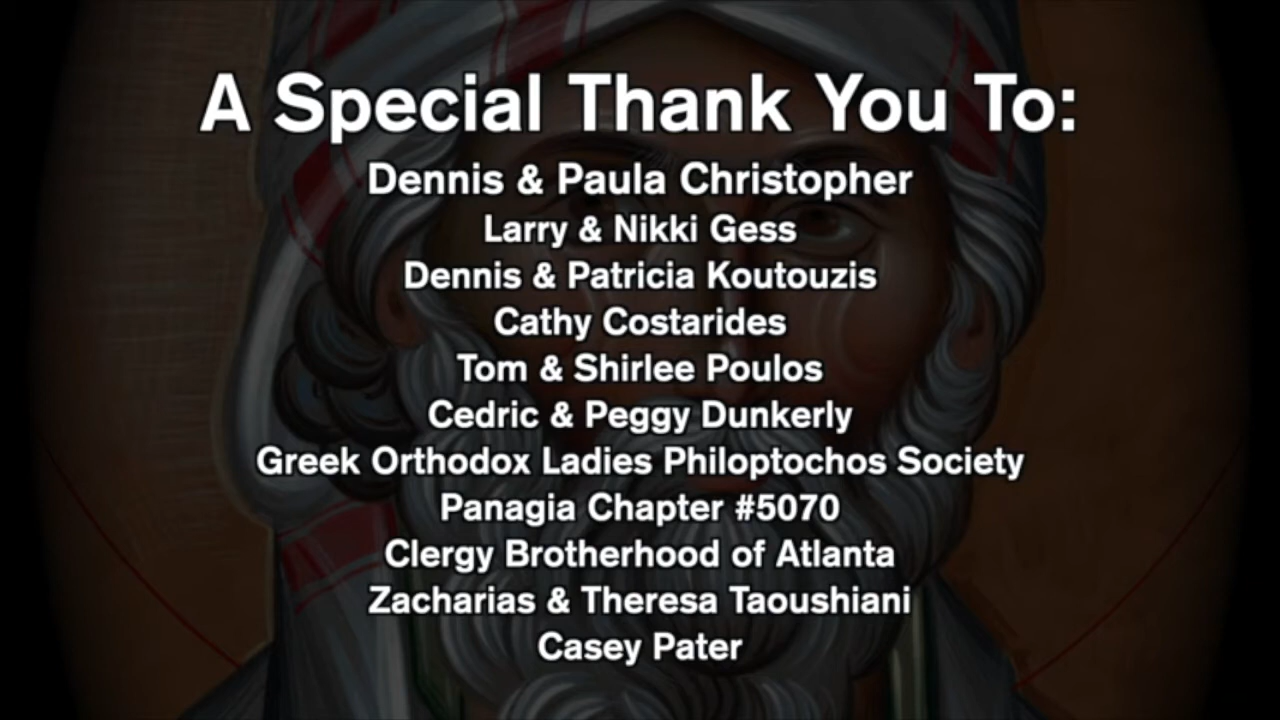 A Special Thank You To:
Dennis & Paula Christopher
Larry & Nikki Gess
Dennis & Patricia Koutouzis
Cathy Costarides
Tom & Shirlee Poulos
Cedric & Peggy Dunkerly
Greek Orthodox Ladies Philoptochos Society
Panagia Chapter #5070
Clergy Brotherhood of Atlanta
Zacharias & Theresa Taoushiani
Casey Pater